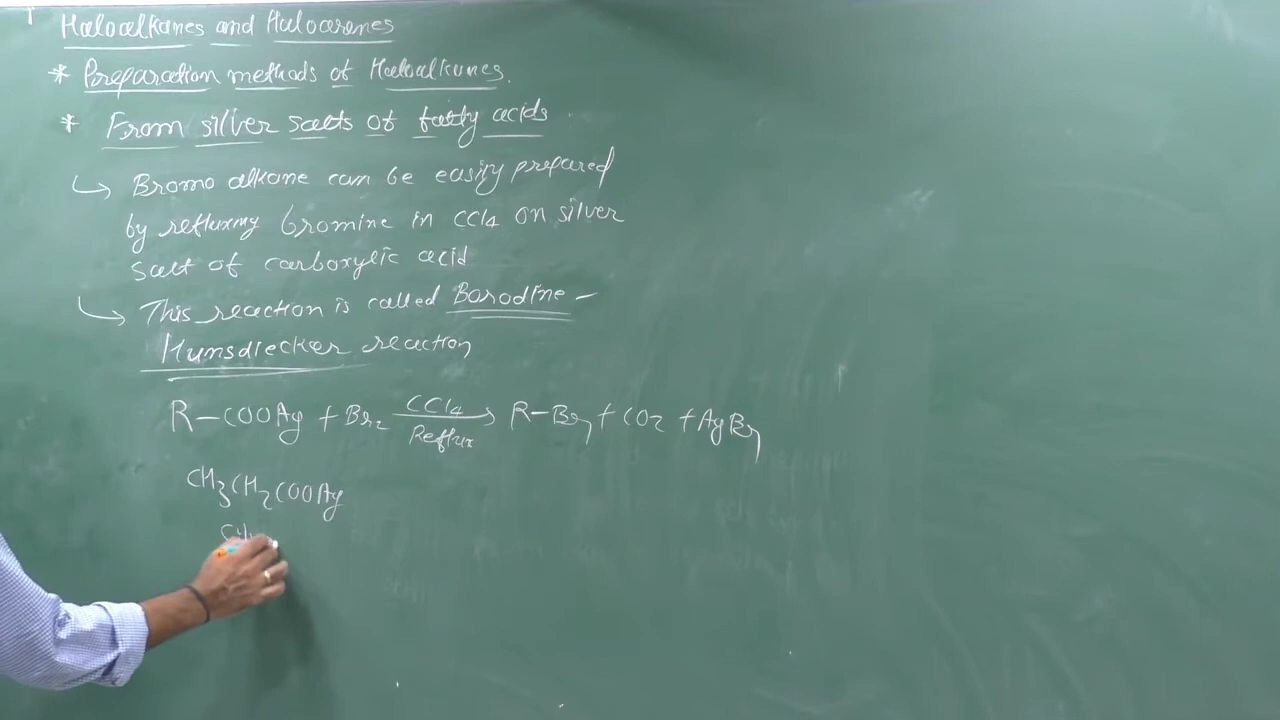 Haloalkanes and Haloarenes
* Preparation methods of Haloalkanes.
* From silver salts of fatty acids
↳ Bromo alkane can be easily prepared
by refluxing bromine in CCl4 on silver
salt of carboxylic acid
↳ This reaction is called Borodine -
Hunsdiecker reaction
R-COOAg + Br2 CCl4 Reflux → R-Br + CO2 + AgBr
CH3CH2COOAg
CH